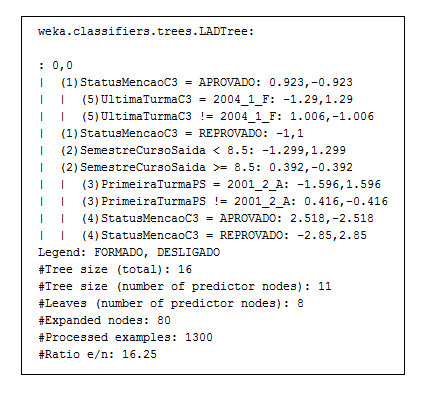 weka.classifiers.trees.LADTree:
: 0,0
| (1)StatusMencaoC3 = APROVADO: 0.923,-0.923
| | (5)UltimaTurmaC3 = 2004_1_F: -1.29,1.29
| | (5)UltimaTurmaC3 != 2004_1_F: 1.006,-1.006
| (1)StatusMencaoC3 = REPROVADO: -1,1
| (2)SemestreCursoSaida < 8.5: -1.299,1.299
| (2)SemestreCursoSaida >= 8.5: 0.392,-0.392
| | (3)PrimeiraTurmaPS = 2001_2_A: -1.596,1.596
| | (3)PrimeiraTurmaPS != 2001_2_A: 0.416,-0.416
| | (4)StatusMencaoC3 = APROVADO: 2.518,-2.518
| | (4)StatusMencaoC3 = REPROVADO: -2.85,2.85
Legend: FORMADO, DESLIGADO
#Tree size (total): 16
#Tree size (number of predictor nodes): 11
#Leaves (number of predictor nodes): 8
#Expanded nodes: 80
#Processed examples: 1300
#Ratio e/n: 16.25